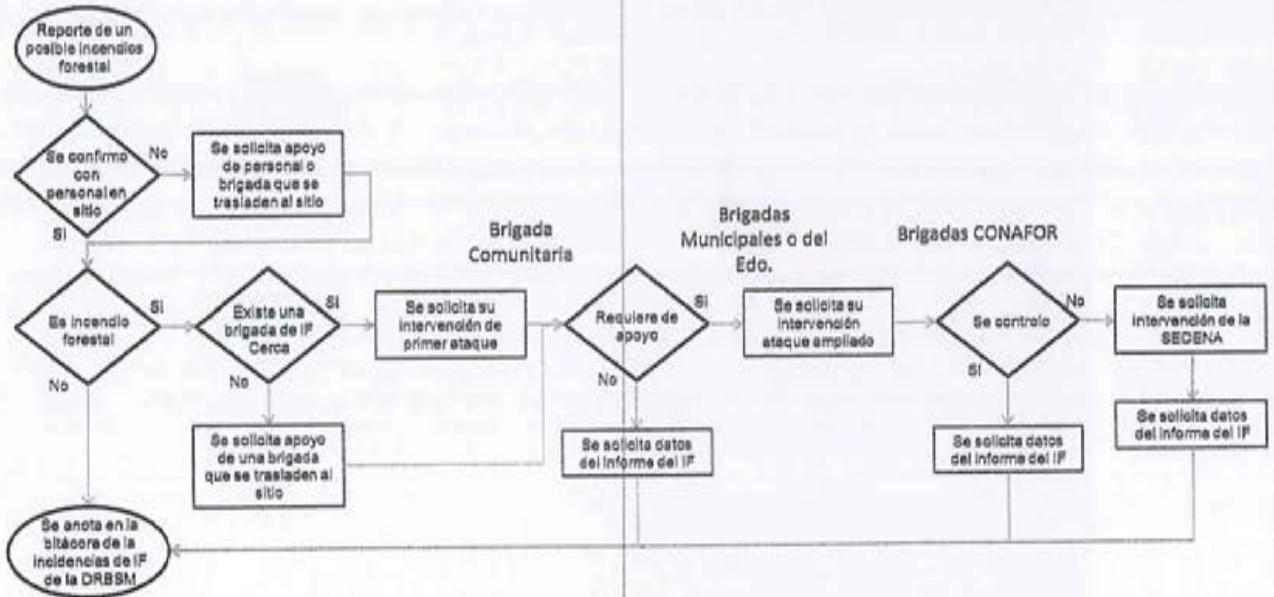 Reporte de un
posible incendios
forestal
Se confirmo
con
personal en
sitio
No
Si
Se solicita apoyo
de personal o
brigada que se
trasladen al sitio
Es incendio
forestal
Si
No
Existe una
brigada de IF
Cerca
Si
No
Se solicita apoyo
de una brigada
que se trasladen al
sitio
Brigada
Comunitaria
Se solicita su
intervención de
primer ataque
Requiere de
apoyo
Si
No
Se solicita datos
del informe del IF
Brigadas
Municipales o del
Edo.
Se solicita su
intervención
ataque ampliado
Brigadas CONAFOR
Se controlo
No
Si
Se solicita datos
del informe del IF
Se solicita
intervención de la
SEDENA
Se solicita datos
del informe del IF
Se anota en la
bitácora de la
incidencias de IF
de la DRBSM